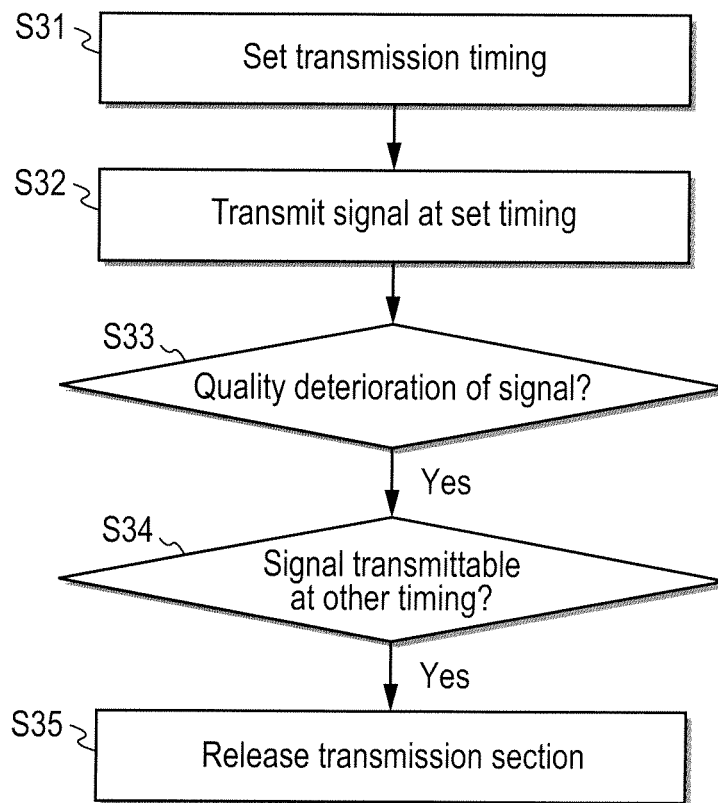 S31
Set transmission timing
S32
Transmit signal at set timing
S33
Quality deterioration of signal?
Yes
S34
Signal transmittable
at other timing?
Yes
S35
Release transmission section